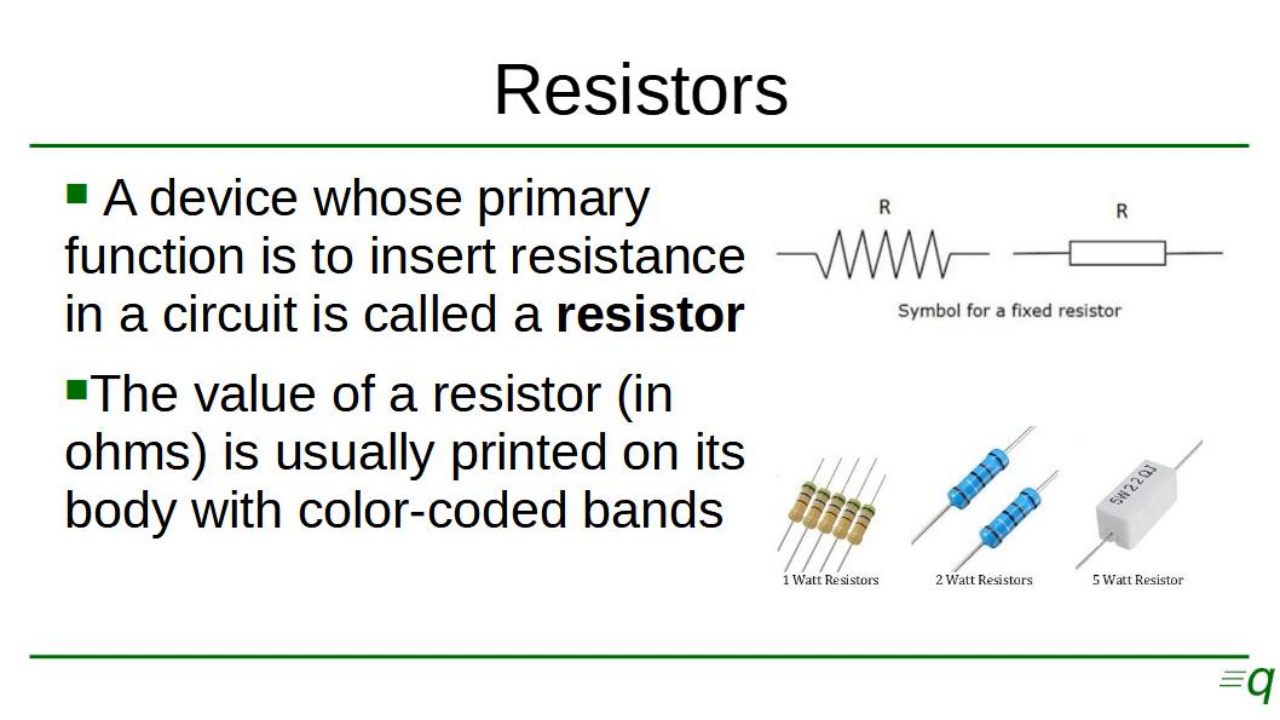 Resistors
A device whose primary
function is to insert resistance
in a circuit is called a resistor
The value of a resistor (in
ohms) is usually printed on its
body with color-coded bands
R
R
Symbol for a fixed resistor
5W22ΩJ
1 Watt Resistors
2 Watt Resistors
5 Watt Resistor
q